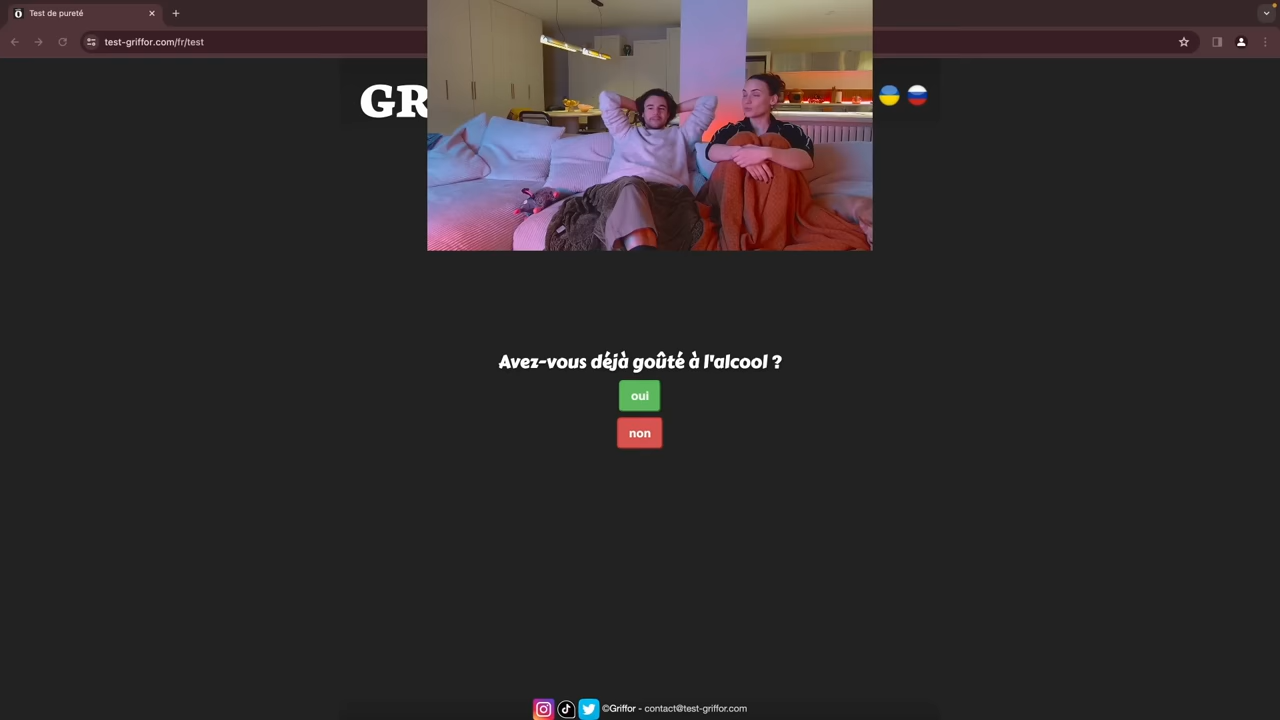 Test de pureté
test-griffor.com/fr/test
GR
Avez-vous déjà goûté à l'alcool ?
oui
non
©Griffor - contact@test-griffor.com